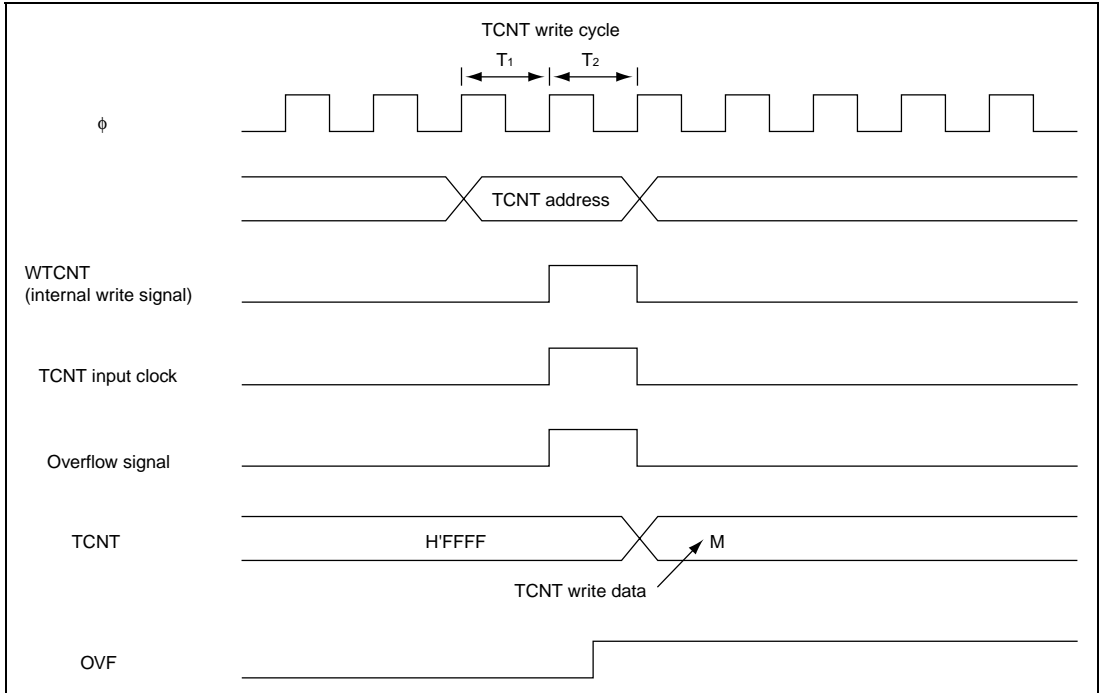 TCNT write cycle
T1 T2
ϕ
TCNT address
WTCNT
(internal write signal)
TCNT input clock
Overflow signal
TCNT H'FFFF M
TCNT write data
OVF